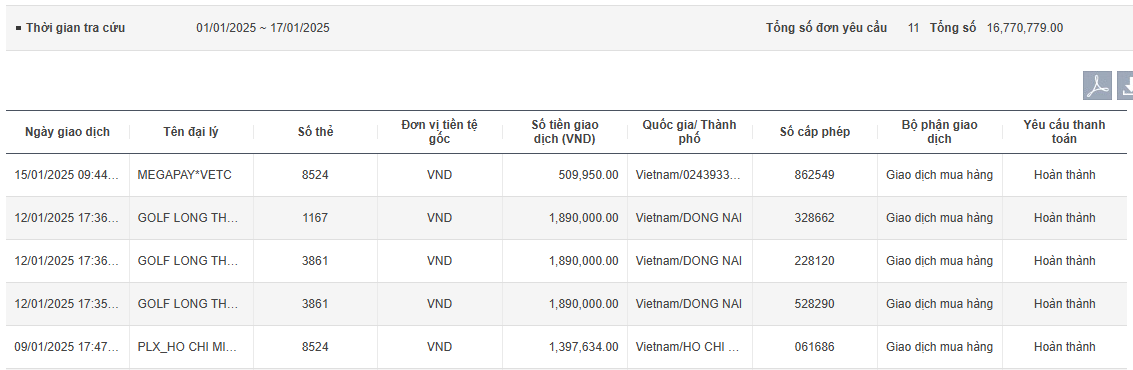 Thời gian tra cứu 01/01/2025 ~ 17/01/2025 Tổng số đơn yêu cầu 11 Tổng số 16,770,779.00
Ngày giao dịch Tên đại lý Số thẻ Đơn vị tiền tệ gốc Số tiền giao dịch (VND) Quốc gia/ Thành phố Số cấp phép Bộ phận giao dịch Yêu cầu thanh toán
15/01/2025 09:44... MEGAPAY*VETC 8524 VND 509,950.00 Vietnam/0243933... 862549 Giao dịch mua hàng Hoàn thành
12/01/2025 17:36... GOLF LONG TH... 1167 VND 1,890,000.00 Vietnam/DONG NAI 328662 Giao dịch mua hàng Hoàn thành
12/01/2025 17:36... GOLF LONG TH... 3861 VND 1,890,000.00 Vietnam/DONG NAI 228120 Giao dịch mua hàng Hoàn thành
12/01/2025 17:35... GOLF LONG TH... 3861 VND 1,890,000.00 Vietnam/DONG NAI 528290 Giao dịch mua hàng Hoàn thành
09/01/2025 17:47... PLX_HO CHI MI... 8524 VND 1,397,634.00 Vietnam/HO CHI ... 061686 Giao dịch mua hàng Hoàn thành